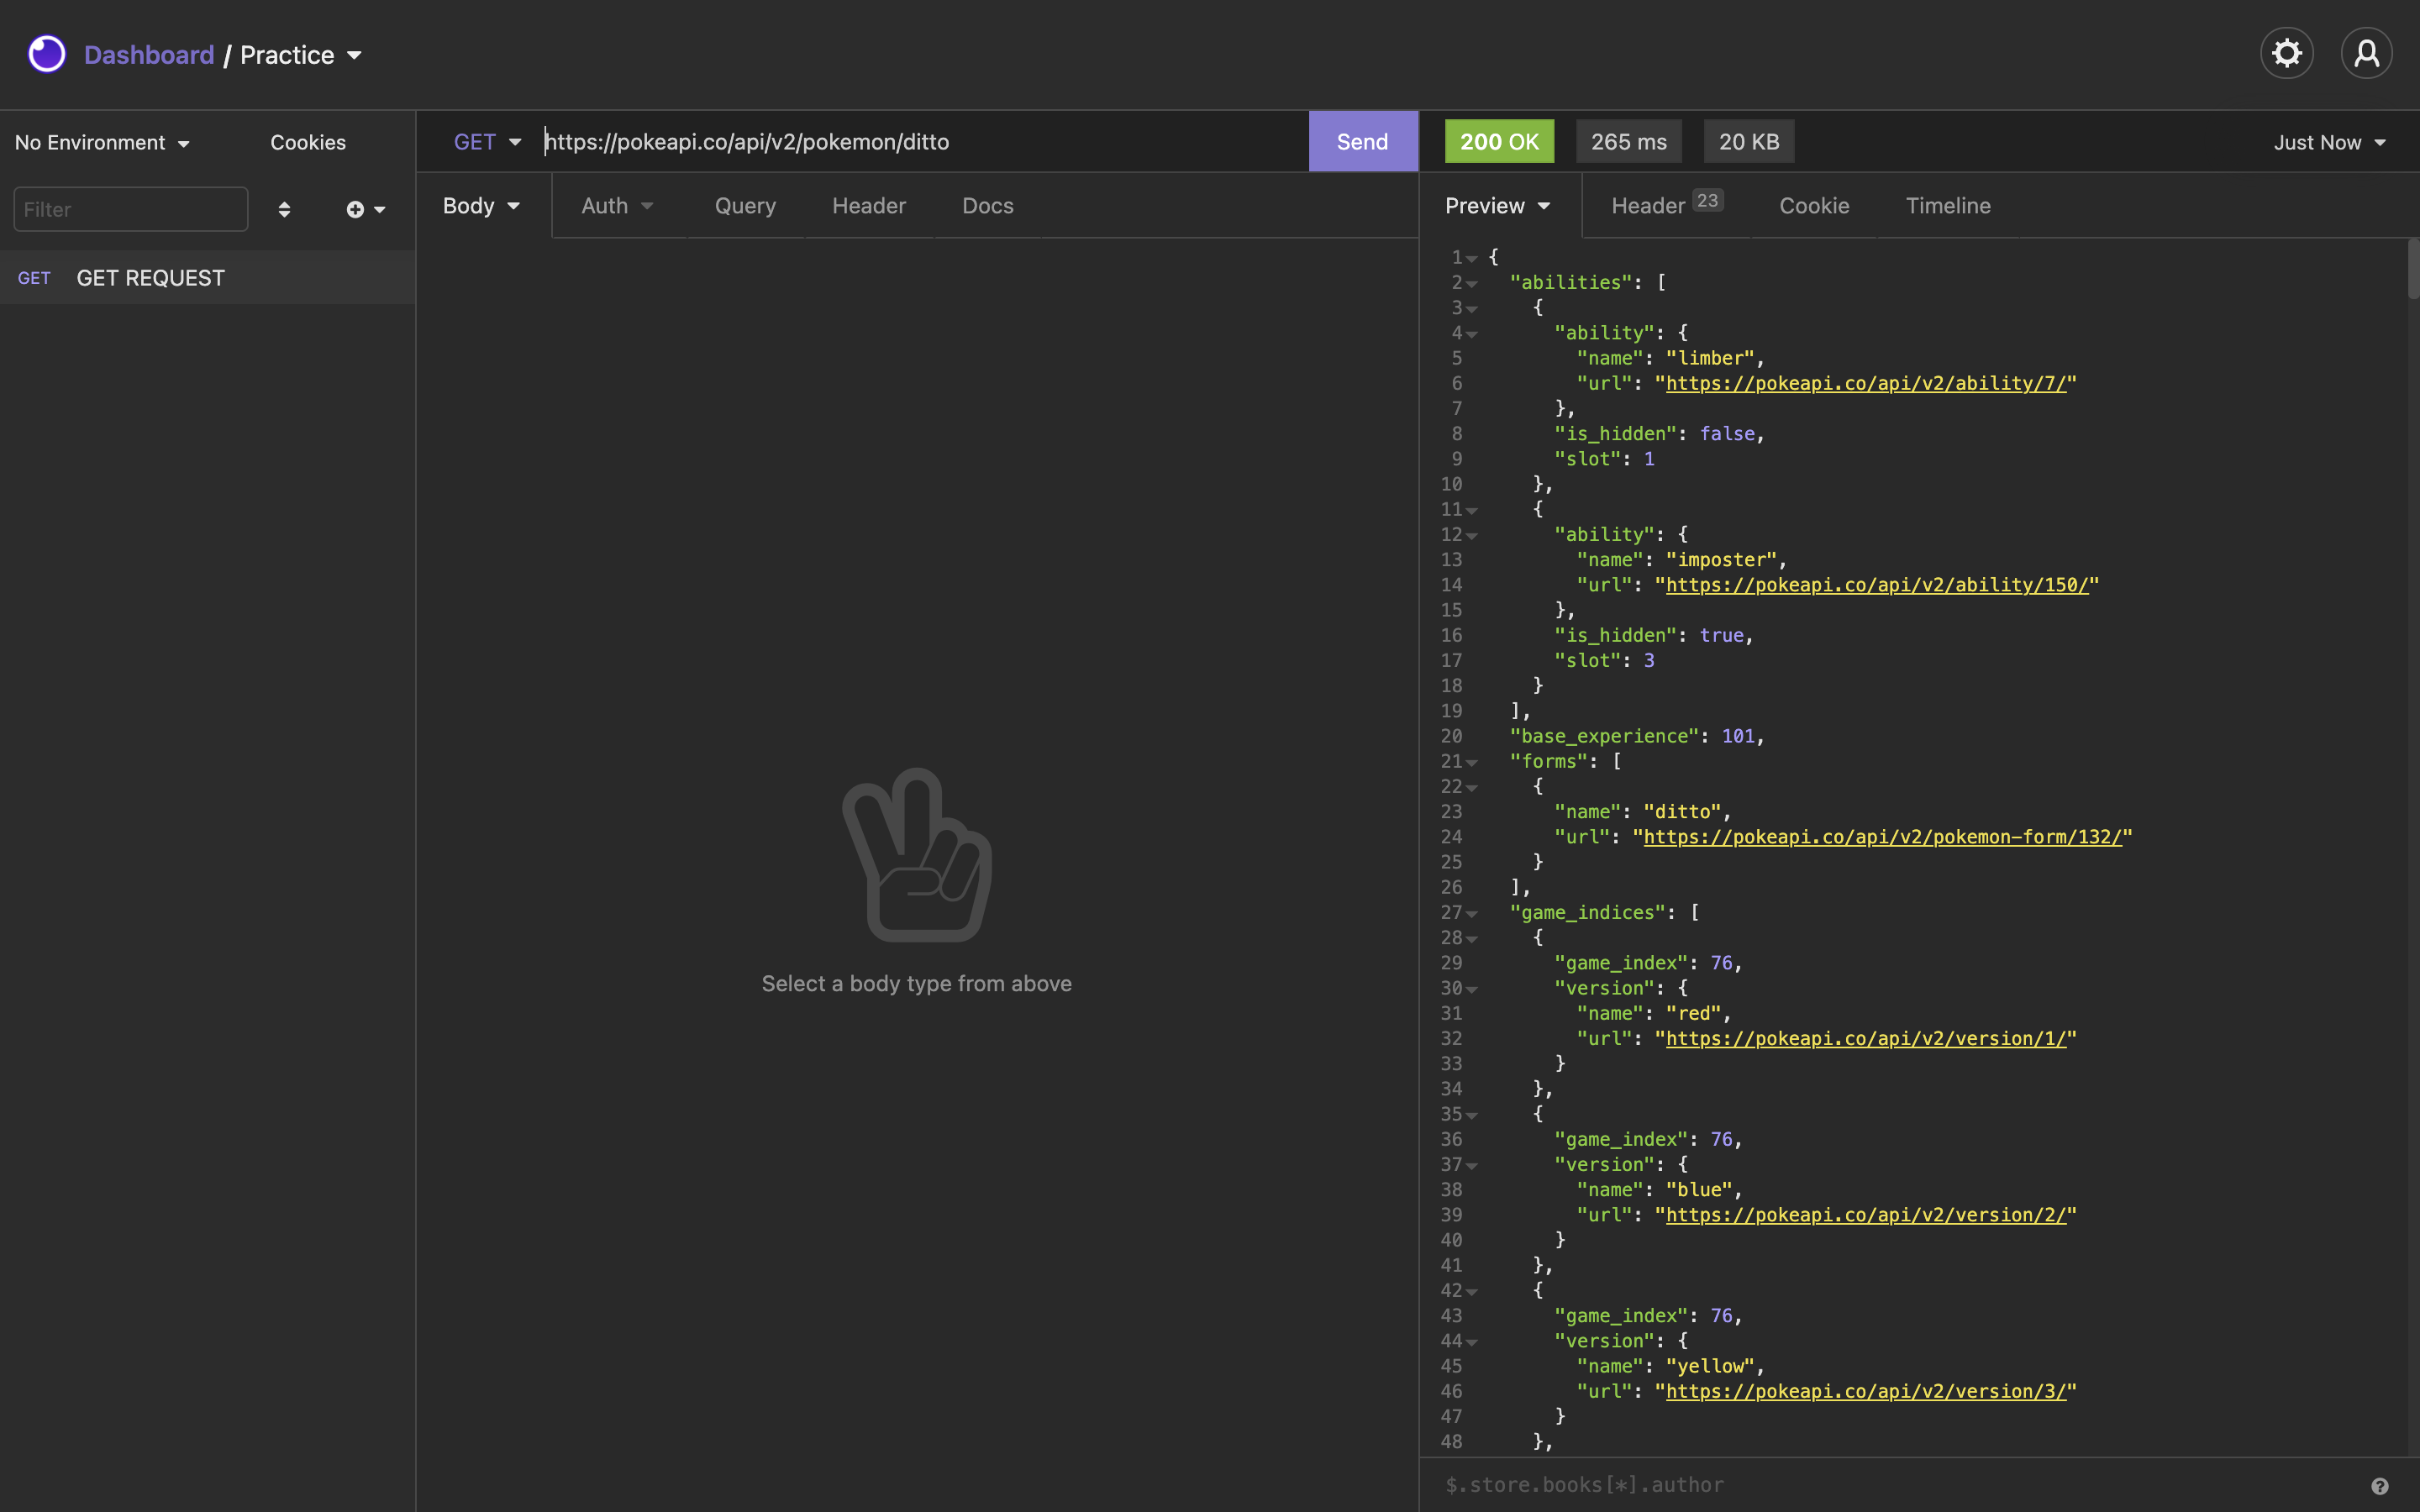 Dashboard / Practice
No Environment
Cookies
Filter
GET GET REQUEST
GET https://pokeapi.co/api/v2/pokemon/ditto Send
Body Auth Query Header Docs
Select a body type from above
200 OK 265 ms 20 KB Just Now
Preview Header 23 Cookie Timeline
1 {
2 "abilities": [
3 {
4 "ability": {
5 "name": "limber",
6 "url": "https://pokeapi.co/api/v2/ability/7/"
7 },
8 "is_hidden": false,
9 "slot": 1
10 },
11 {
12 "ability": {
13 "name": "imposter",
14 "url": "https://pokeapi.co/api/v2/ability/150/"
15 },
16 "is_hidden": true,
17 "slot": 3
18 }
19 ],
20 "base_experience": 101,
21 "forms": [
22 {
23 "name": "ditto",
24 "url": "https://pokeapi.co/api/v2/pokemon-form/132/"
25 }
26 ],
27 "game_indices": [
28 {
29 "game_index": 76,
30 "version": {
31 "name": "red",
32 "url": "https://pokeapi.co/api/v2/version/1/"
33 }
34 },
35 {
36 "game_index": 76,
37 "version": {
38 "name": "blue",
39 "url": "https://pokeapi.co/api/v2/version/2/"
40 }
41 },
42 {
43 "game_index": 76,
44 "version": {
45 "name": "yellow",
46 "url": "https://pokeapi.co/api/v2/version/3/"
47 }
48 },
$.store.books[*].author